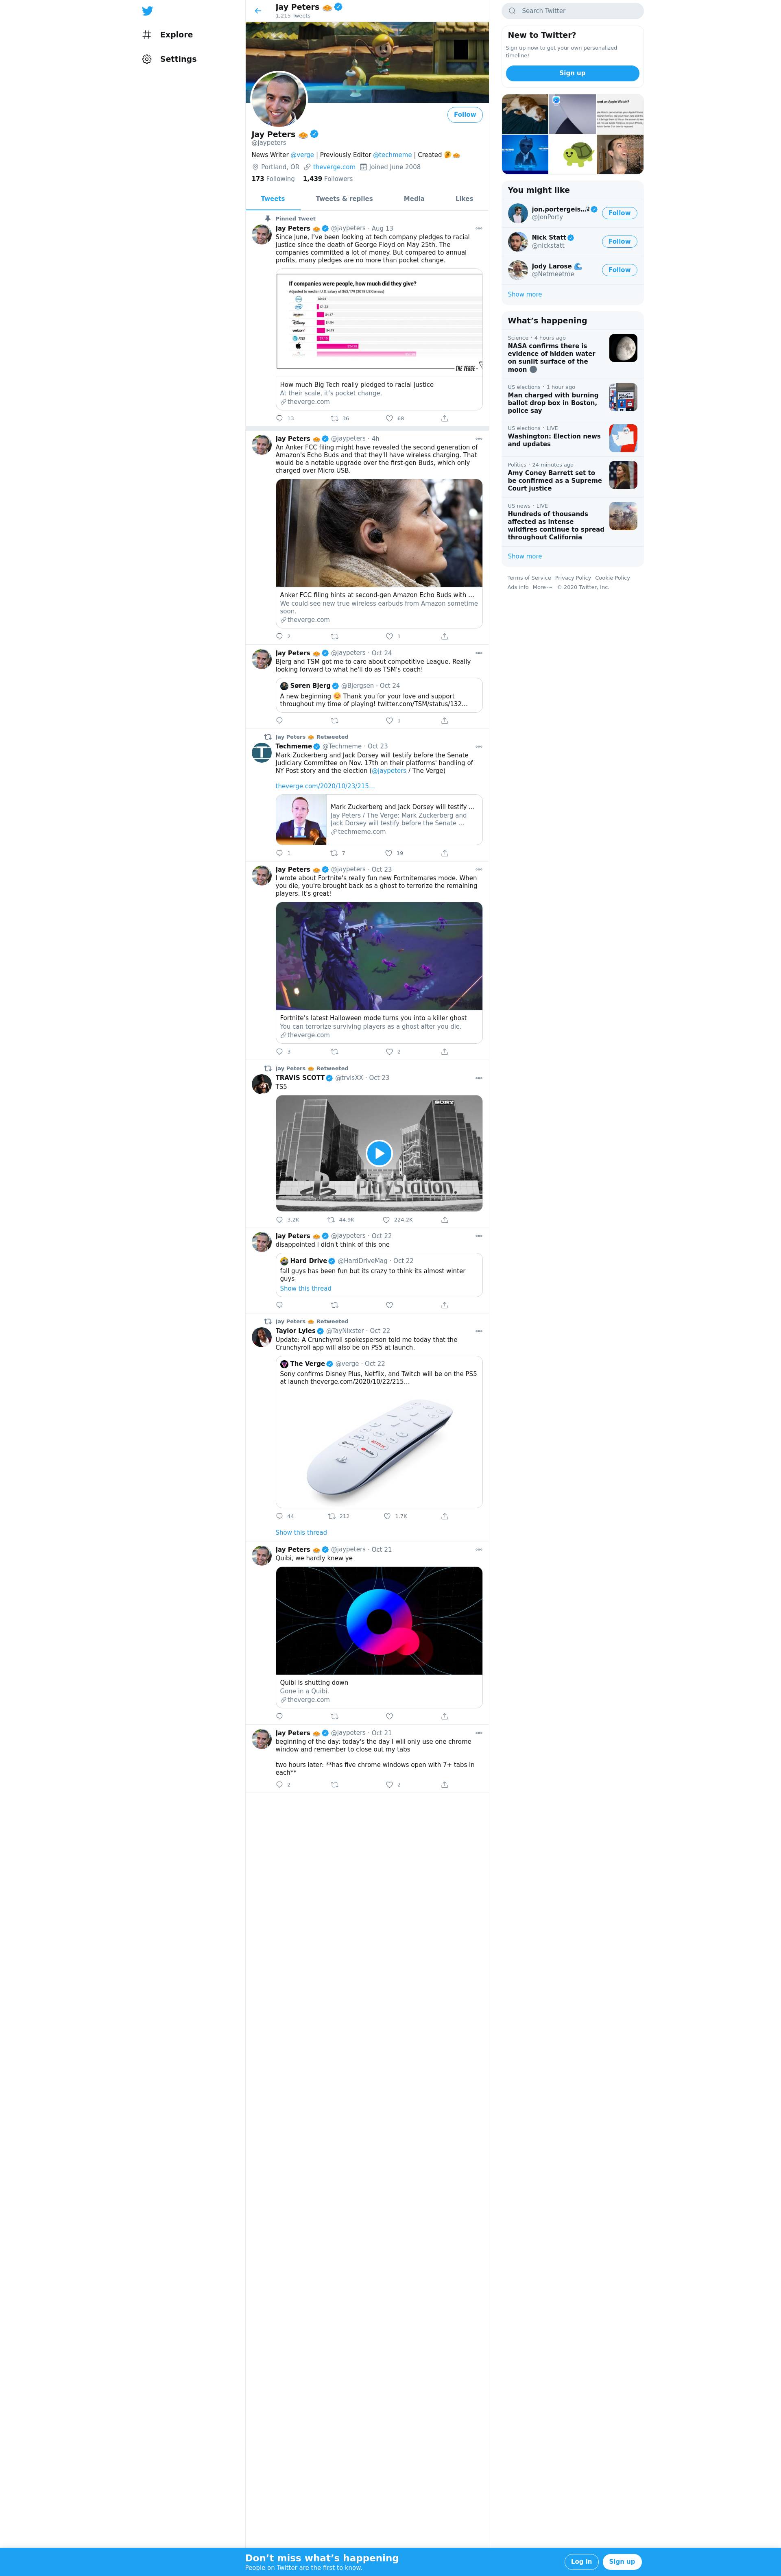 Explore
Settings
Jay Peters
1,215 Tweets
Follow
Jay Peters
@jaypeters
News Writer @verge | Previously Editor @techmeme | Created
Portland, OR theverge.com Joined June 2008
173 Following 1,439 Followers
Tweets Tweets & replies Media Likes
Pinned Tweet
Jay Peters @jaypeters · Aug 13
Since June, I've been looking at tech company pledges to racial
justice since the death of George Floyd on May 25th. The
companies committed a lot of money. But compared to annual
profits, many pledges are no more than pocket change.
If companies were people, how much did they give?
THE VERGE
How much Big Tech really pledged to racial justice
At their scale, it's pocket change.
theverge.com
13 36 68
Jay Peters @jaypeters · 4h
An Anker FCC filing might have revealed the second generation of
Amazon's Echo Buds and that they'll have wireless charging. That
would be a notable upgrade over the first-gen Buds, which only
charged over Micro USB.
Anker FCC filing hints at second-gen Amazon Echo Buds with ...
We could see new true wireless earbuds from Amazon sometime
soon.
theverge.com
2 1
Jay Peters @jaypeters · Oct 24
Bjerg and TSM got me to care about competitive League. Really
looking forward to what he'll do as TSM's coach!
Søren Bjerg @Bjergsen · Oct 24
A new beginning 😊 Thank you for your love and support
throughout my time of playing! twitter.com/TSM/status/132...
1
Jay Peters Retweeted
Techmeme @Techmeme · Oct 23
Mark Zuckerberg and Jack Dorsey will testify before the Senate
Judiciary Committee on Nov. 17th on their platforms' handling of
NY Post story and the election (@jaypeters / The Verge)
theverge.com/2020/10/23/215...
Mark Zuckerberg and Jack Dorsey will testify ...
Jay Peters / The Verge: Mark Zuckerberg and
Jack Dorsey will testify before the Senate ...
techmeme.com
1 7 19
Jay Peters @jaypeters · Oct 23
I wrote about Fortnite's really fun new Fortnitemares mode. When
you die, you're brought back as a ghost to terrorize the remaining
players. It's great!
Fortnite's latest Halloween mode turns you into a killer ghost
You can terrorize surviving players as a ghost after you die.
theverge.com
3 2
Jay Peters Retweeted
TRAVIS SCOTT @trvisXX · Oct 23
TS5
SONY
PlayStation.
3.2K 44.9K 224.2K
Jay Peters @jaypeters · Oct 22
disappointed I didn't think of this one
Hard Drive @HardDriveMag · Oct 22
fall guys has been fun but its crazy to think its almost winter
guys
Show this thread
Jay Peters Retweeted
Taylor Lyles @TayNixster · Oct 22
Update: A Crunchyroll spokesperson told me today that the
Crunchyroll app will also be on PS5 at launch.
The Verge @verge · Oct 22
Sony confirms Disney Plus, Netflix, and Twitch will be on the PS5
at launch theverge.com/2020/10/22/215...
NETFLIX
44 212 1.7K
Show this thread
Jay Peters @jaypeters · Oct 21
Quibi, we hardly knew ye
Quibi is shutting down
Gone in a Quibi.
theverge.com
Jay Peters @jaypeters · Oct 21
beginning of the day: today's the day I will only use one chrome
window and remember to close out my tabs
two hours later: **has five chrome windows open with 7+ tabs in
each**
2 2
Search Twitter
New to Twitter?
Sign up now to get your own personalized
timeline!
Sign up
You might like
jon.portergeis...
@JonPorty
Follow
Nick Statt
@nickstatt
Follow
Jody Larose 🌊
@Netmeetme
Follow
Show more
What's happening
Science · 4 hours ago
NASA confirms there is
evidence of hidden water
on sunlit surface of the
moon
US elections · 1 hour ago
Man charged with burning
ballot drop box in Boston,
police say
US elections · LIVE
Washington: Election news
and updates
Politics · 24 minutes ago
Amy Coney Barrett set to
be confirmed as a Supreme
Court justice
US news · LIVE
Hundreds of thousands
affected as intense
wildfires continue to spread
throughout California
Show more
Terms of Service Privacy Policy Cookie Policy
Ads info More © 2020 Twitter, Inc.
Don't miss what's happening
People on Twitter are the first to know.
Log in Sign up